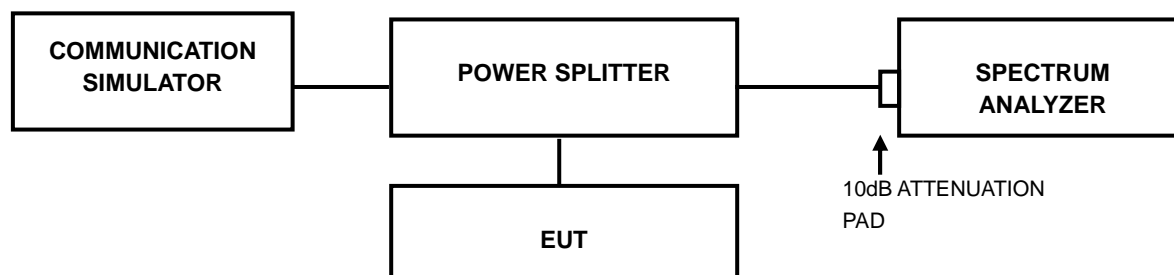 COMMUNICATION
SIMULATOR
POWER SPLITTER
SPECTRUM
ANALYZER
10dB ATTENUATION
PAD
EUT